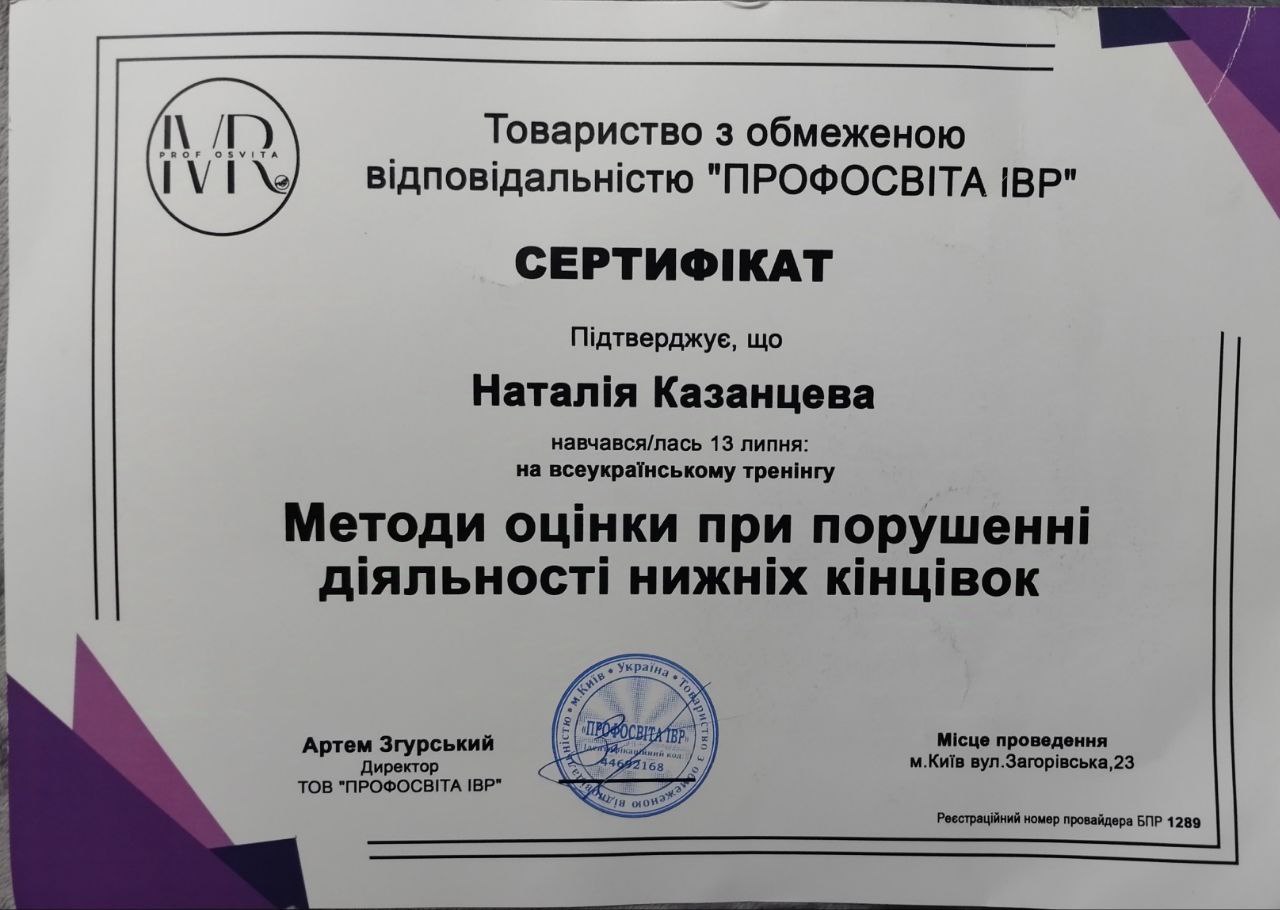 IVR
PROF OSVITA
Товариство з обмеженою
відповідальністю "ПРОФОСВІТА ІВР"
СЕРТИФІКАТ
Підтверджує, що
Наталія Казанцева
навчався/лась 13 липня:
на всеукраїнському тренінгу
Методи оцінки при порушенні
діяльності нижніх кінцівок
Артем Згурський
Директор
ТОВ "ПРОФОСВІТА ІВР"
м.Київ • Україна • Товариство з обмеженою відповідальністю •
"ПРОФОСВІТА ІВР"
Ідентифікаційний код:
44692168
Місце проведення
м.Київ вул.Загорівська,23
Реєстраційний номер провайдера БПР 1289